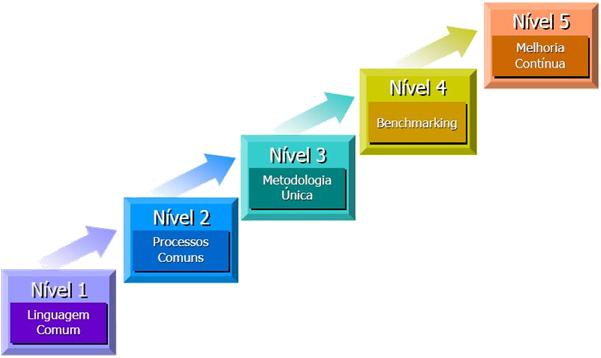 Nível 5
Melhoria
Contínua
Nível 4
Benchmarking
Nível 3
Metodologia
Única
Nível 2
Processos
Comuns
Nível 1
Linguagem
Comum